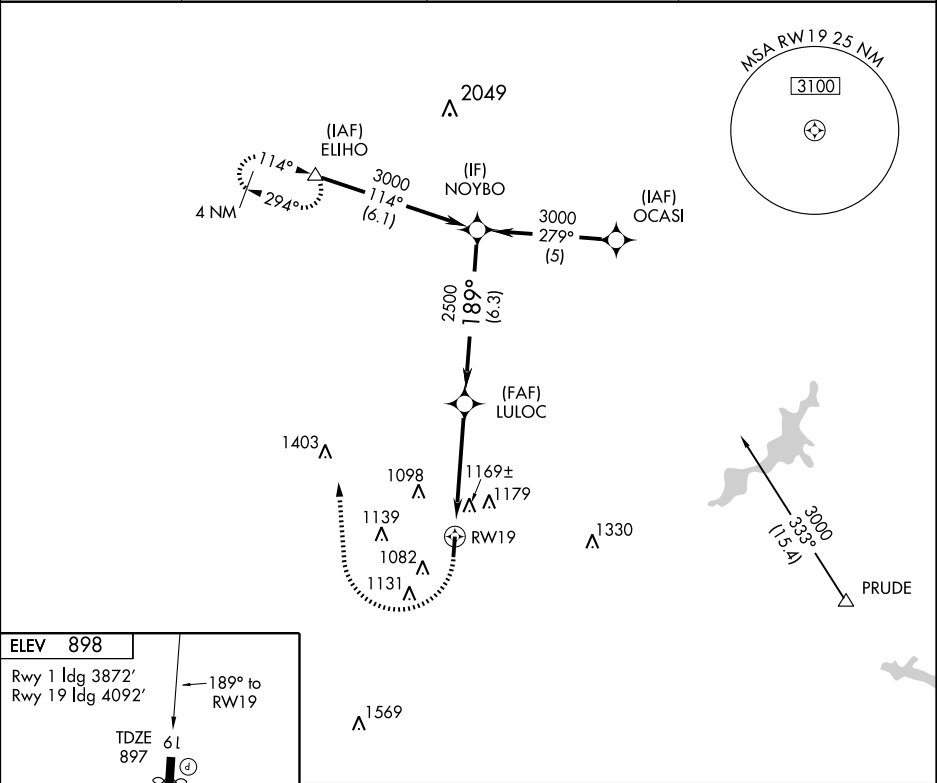 MSA RW19 25 NM
3100
2049
(IAF)
ELIHO
114°
294°
4 NM
3000
114°
(6.1)
(IF)
NOYBO
3000
279°
(5)
(IAF)
OCASI
2500
189°
(6.3)
(FAF)
LULOC
1403
1098
1169±
1179
1139
RW19
1330
1082
1131
3000
333°
(15.4)
PRUDE
ELEV 898
Rwy 1 ldg 3872'
Rwy 19 ldg 4092'
189° to
RW19
TDZE
897
19
P
1569